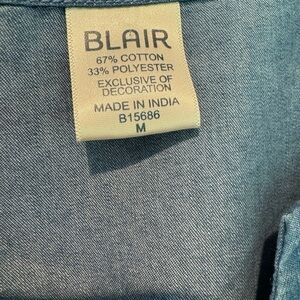 BLAIR
67% COTTON
33% POLYESTER
EXCLUSIVE OF
DECORATION
MADE IN INDIA
B15686
M